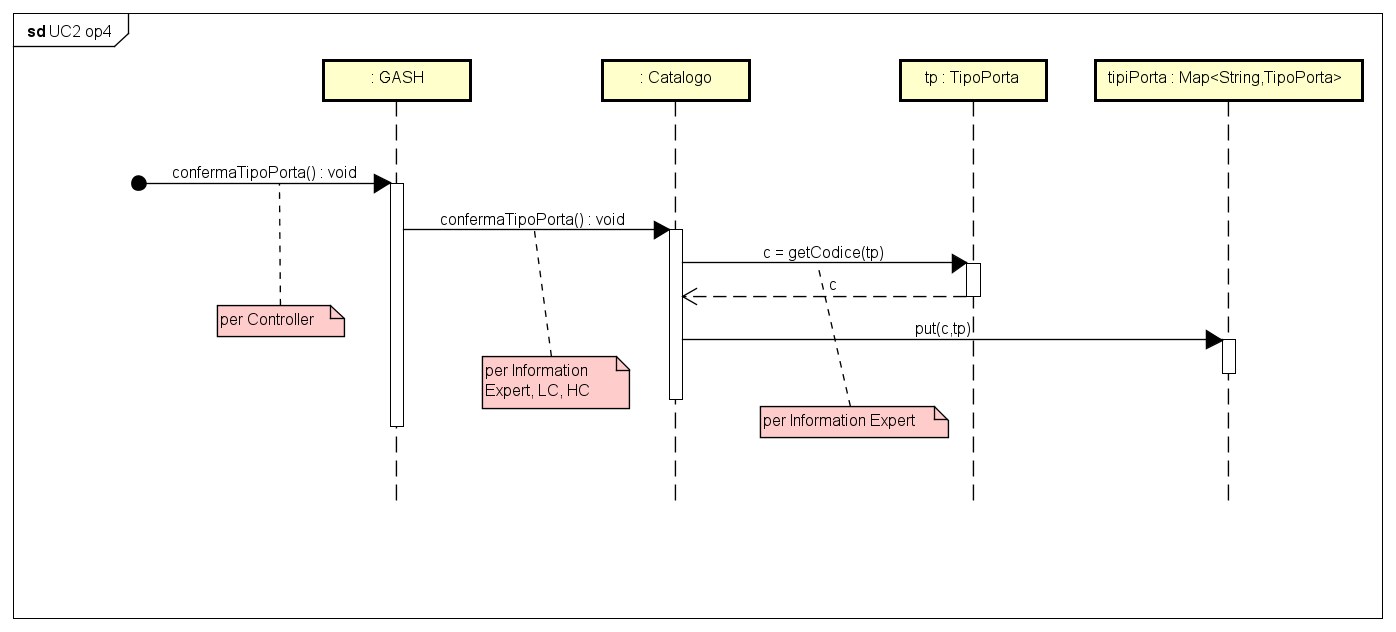 sd UC2 op4
: GASH
: Catalogo
tp : TipoPorta
tipiPorta : Map<String,TipoPorta>
confermaTipoPorta() : void
confermaTipoPorta() : void
c = getCodice(tp)
c
put(c,tp)
per Controller
per Information
Expert, LC, HC
per Information Expert